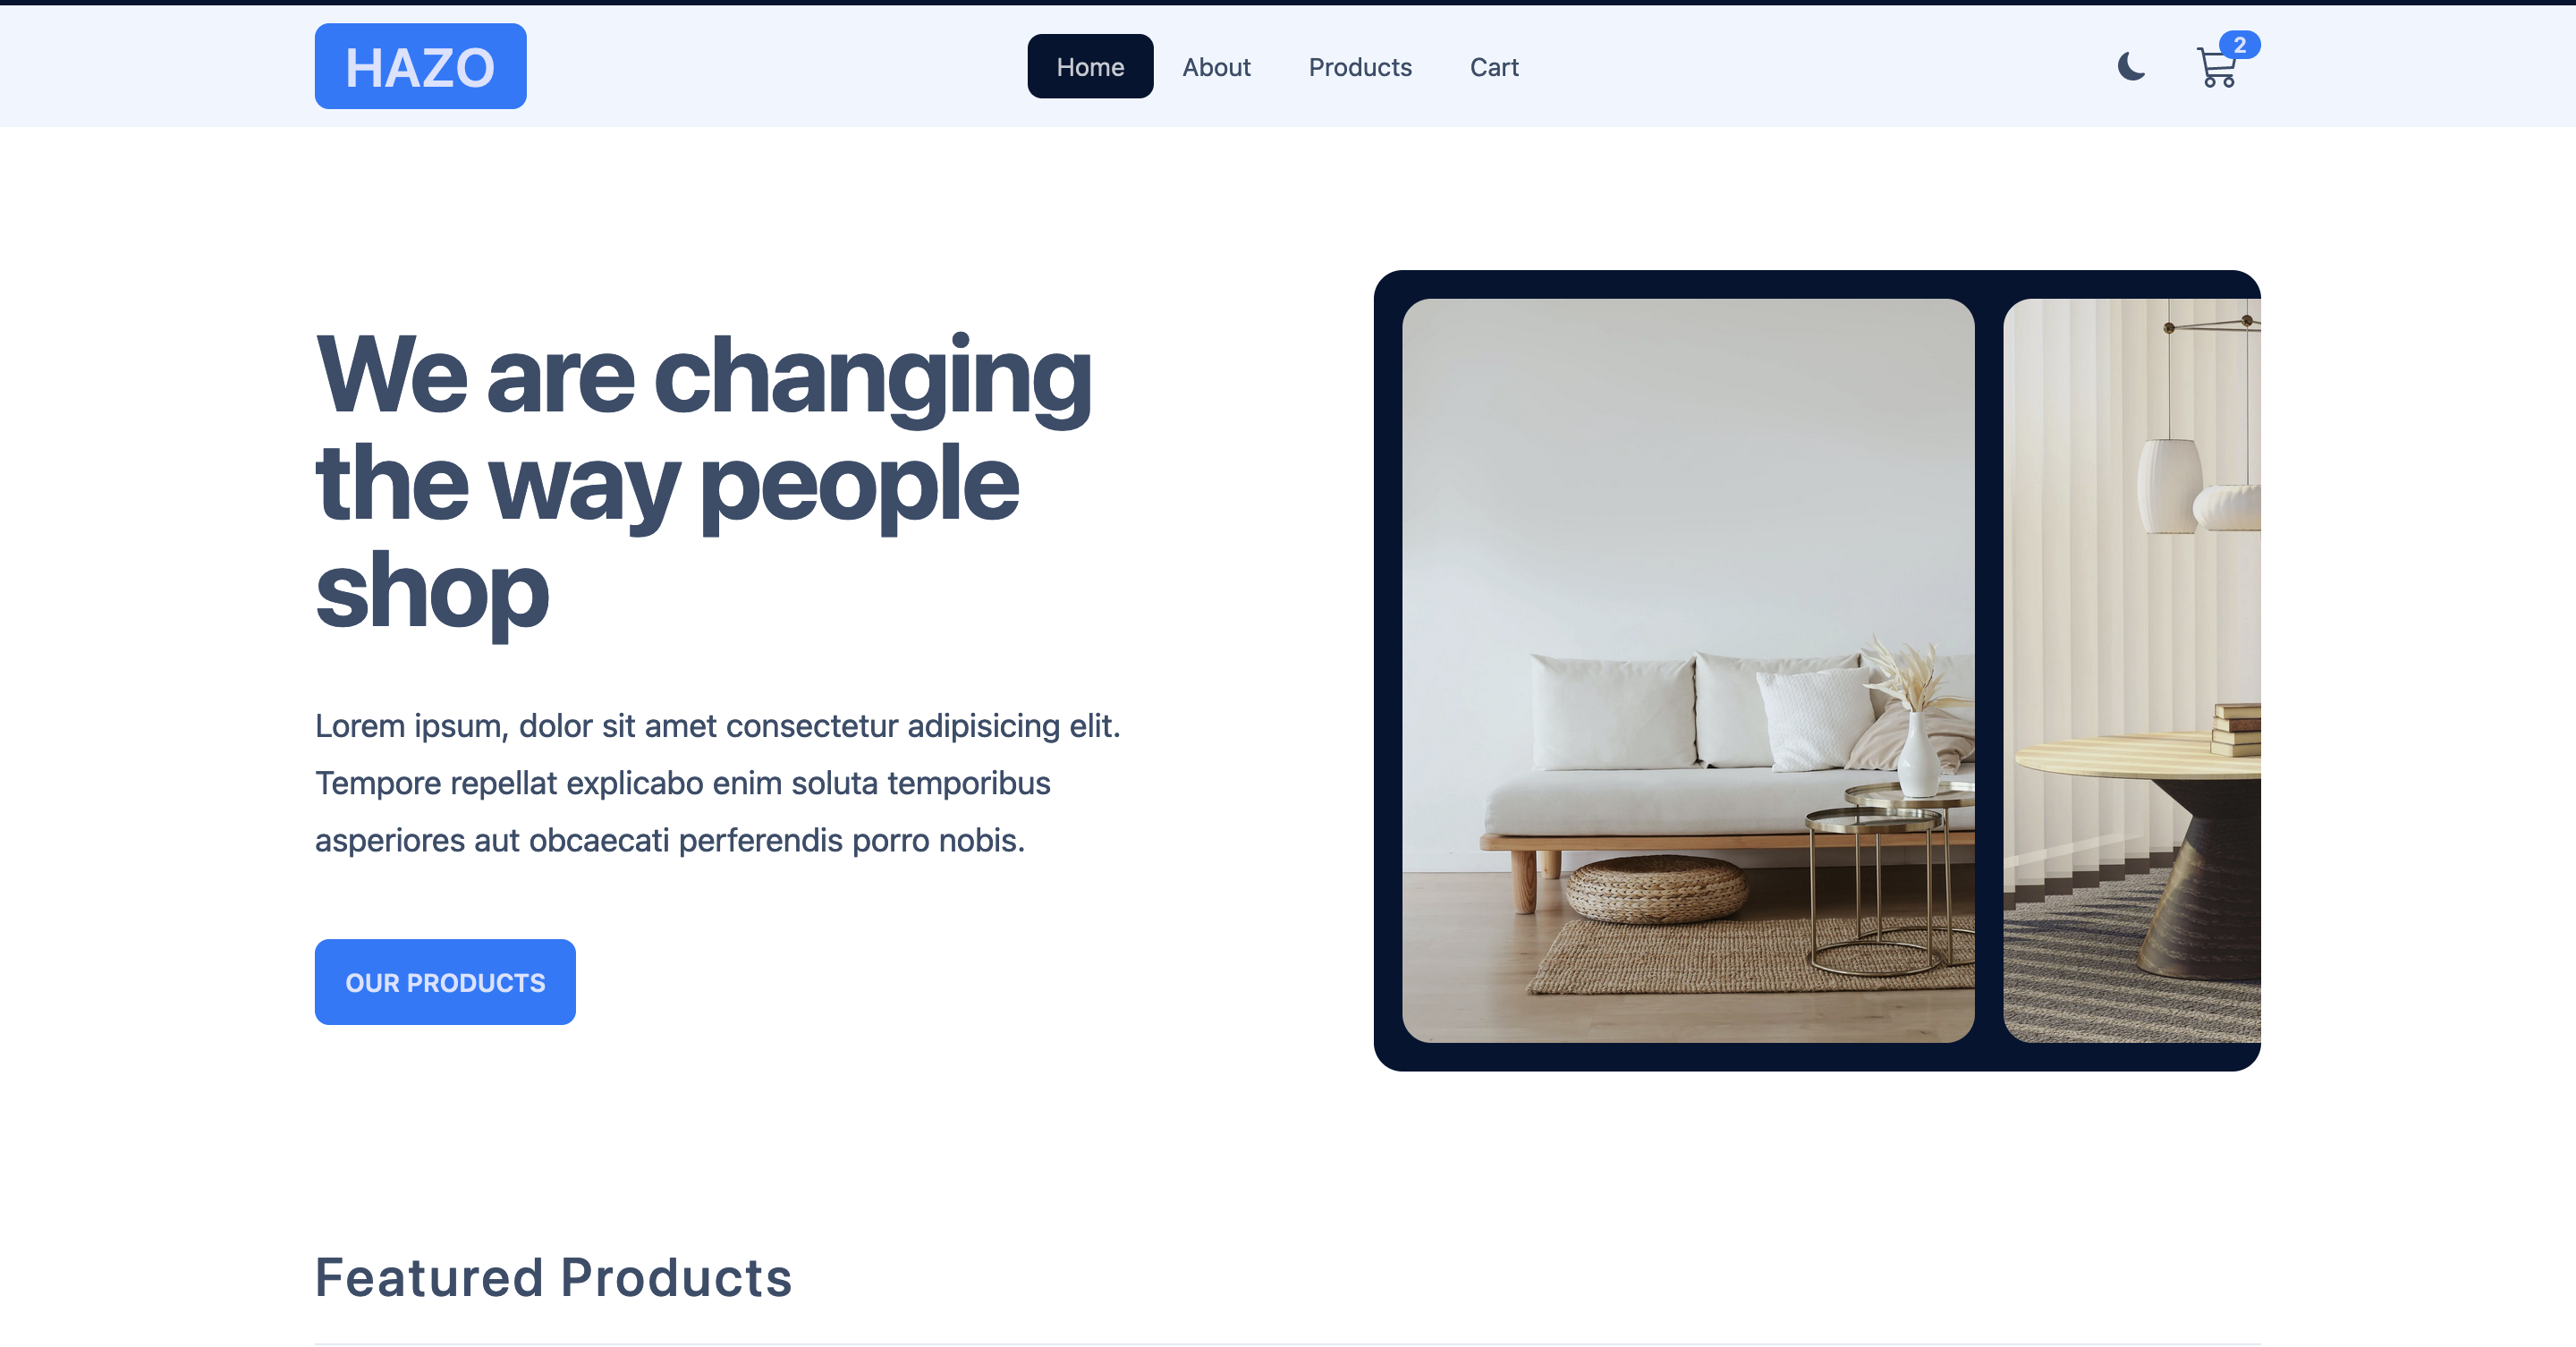 HAZO
Home About Products Cart
2
We are changing
the way people
shop
Lorem ipsum, dolor sit amet consectetur adipisicing elit.
Tempore repellat explicabo enim soluta temporibus
asperiores aut obcaecati perferendis porro nobis.
OUR PRODUCTS
Featured Products